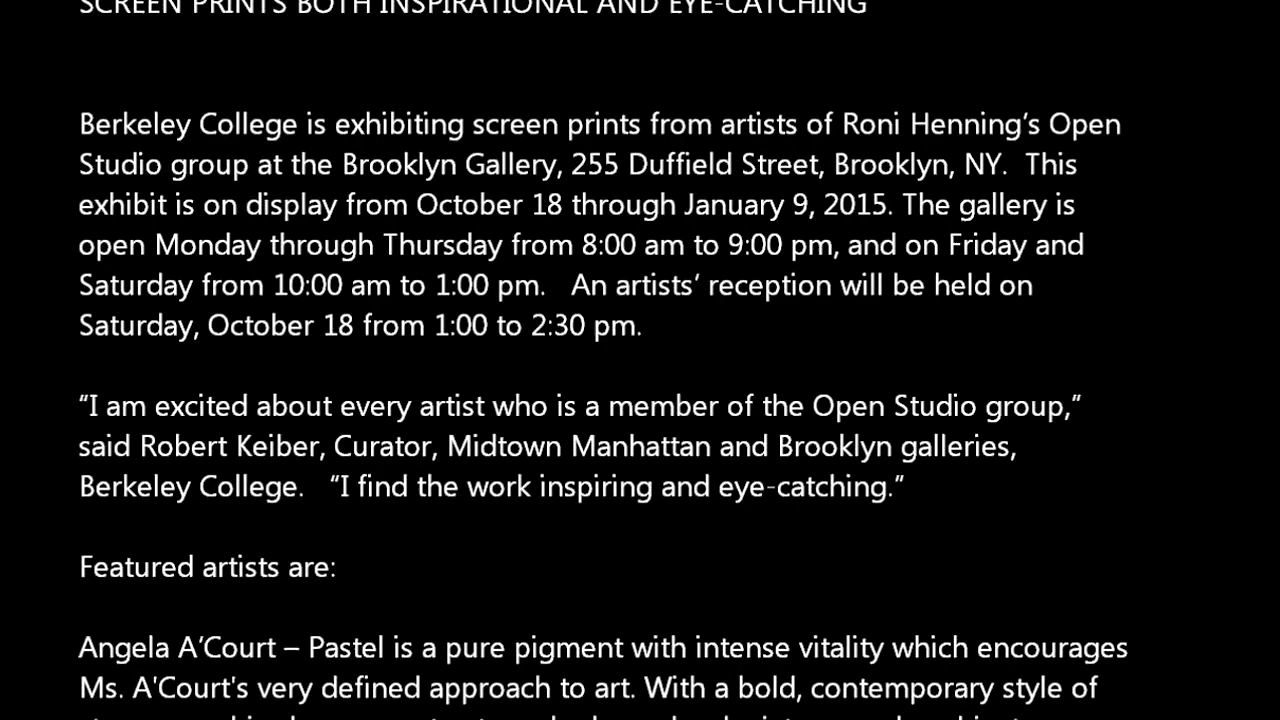 SCREEN PRINTS BOTH INSPIRATIONAL AND EYE-CATCHING
Berkeley College is exhibiting screen prints from artists of Roni Henning's Open
Studio group at the Brooklyn Gallery, 255 Duffield Street, Brooklyn, NY.  This
exhibit is on display from October 18 through January 9, 2015. The gallery is
open Monday through Thursday from 8:00 am to 9:00 pm, and on Friday and
Saturday from 10:00 am to 1:00 pm.   An artists' reception will be held on
Saturday, October 18 from 1:00 to 2:30 pm.
“I am excited about every artist who is a member of the Open Studio group,”
said Robert Keiber, Curator, Midtown Manhattan and Brooklyn galleries,
Berkeley College.   “I find the work inspiring and eye-catching.”
Featured artists are:
Angela A'Court – Pastel is a pure pigment with intense vitality which encourages
Ms. A'Court's very defined approach to art. With a bold, contemporary style of